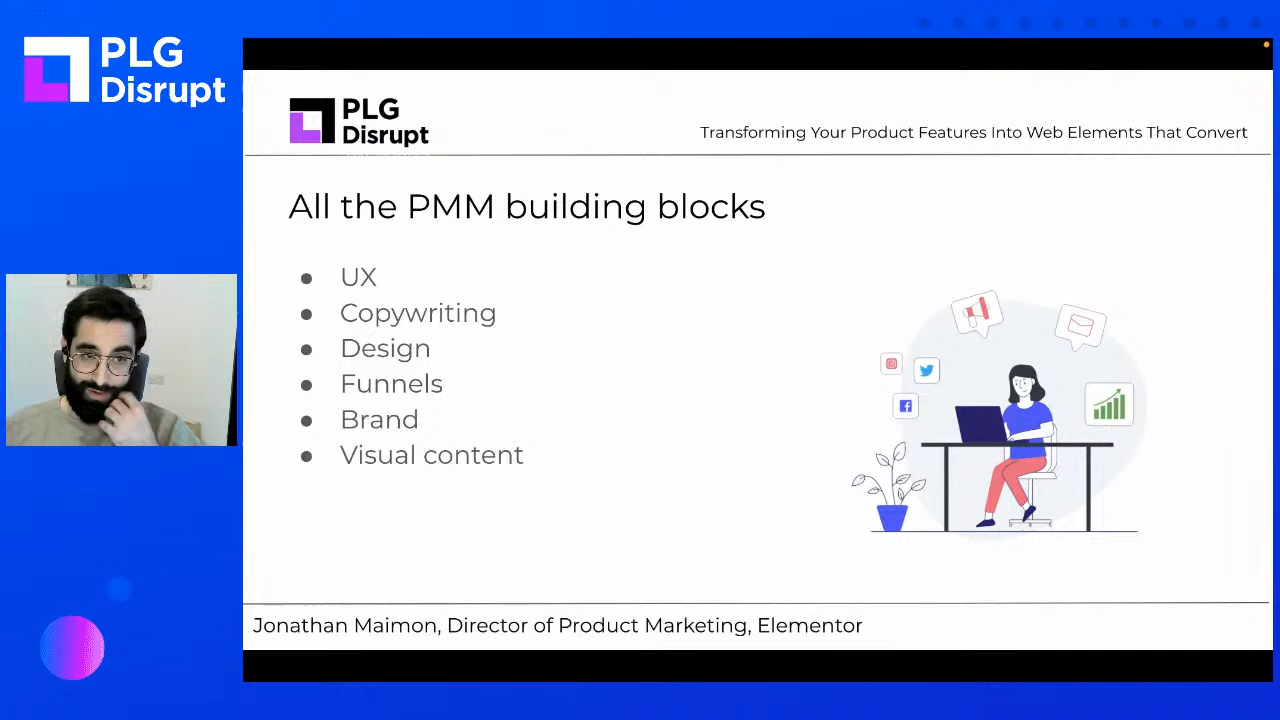 PLG
Disrupt
PLG
Disrupt
Transforming Your Product Features Into Web Elements That Convert
All the PMM building blocks
● UX
● Copywriting
● Design
● Funnels
● Brand
● Visual content
Jonathan Maimon, Director of Product Marketing, Elementor